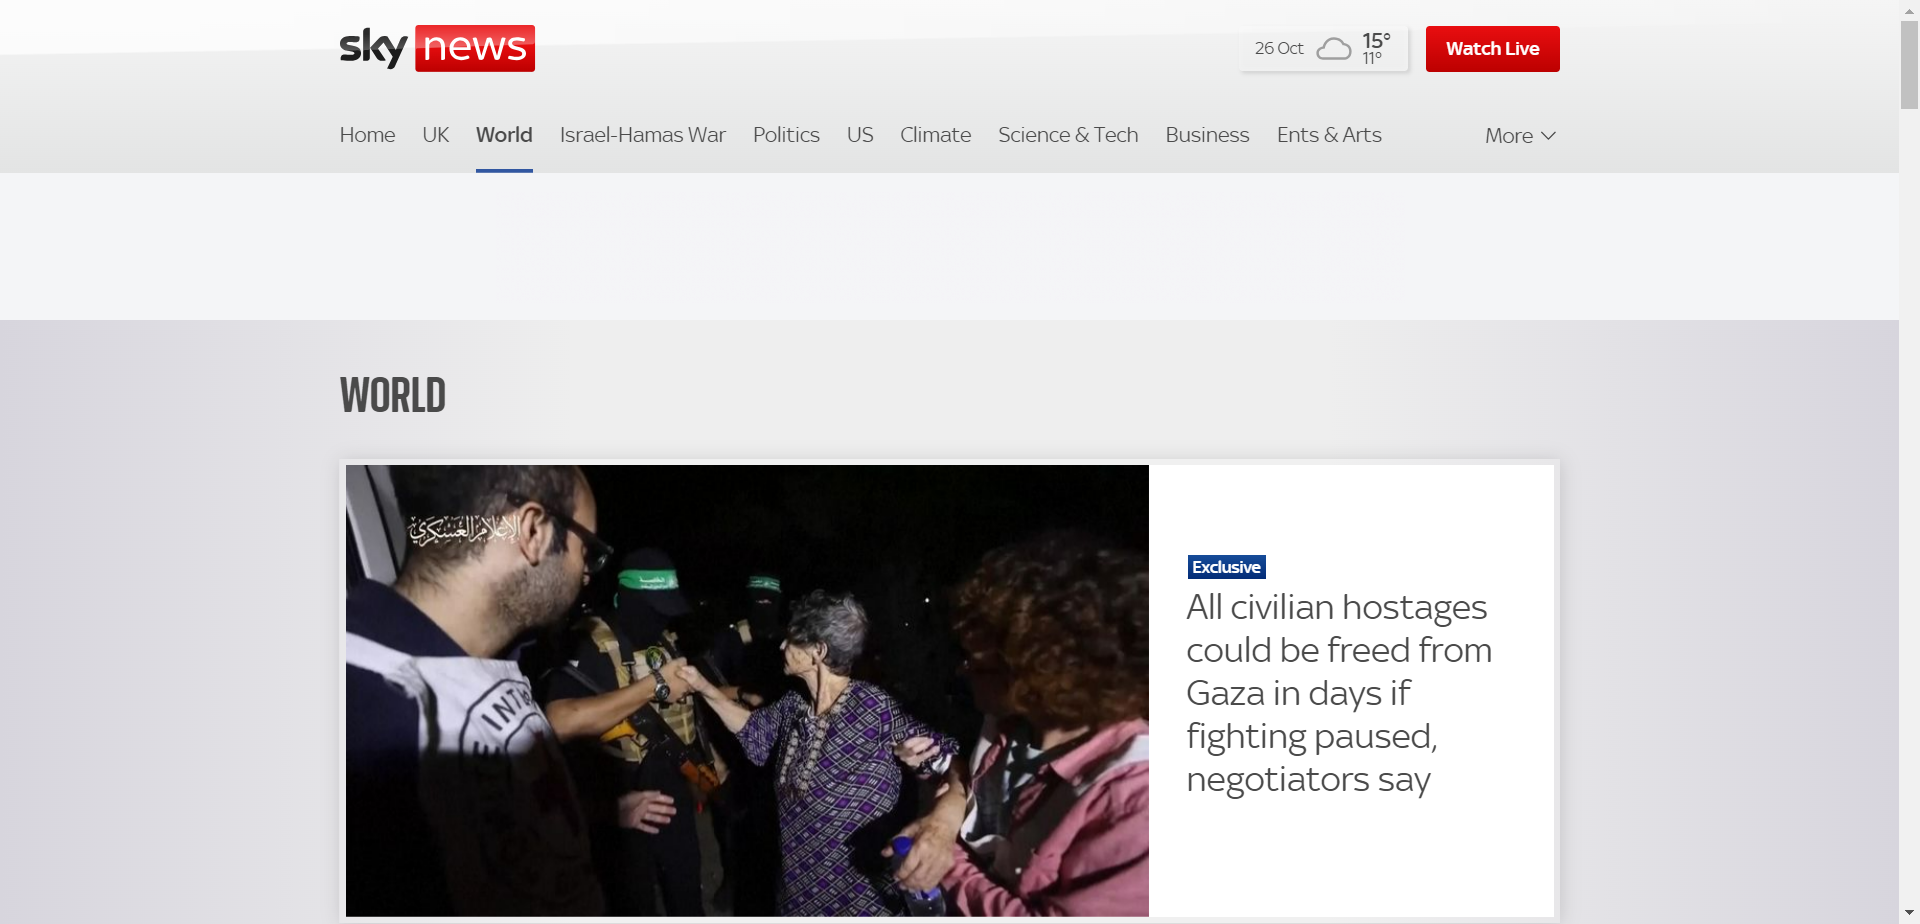 sky news
26 Oct
15°
11°
Watch Live
Home UK World Israel-Hamas War Politics US Climate Science & Tech Business Ents & Arts More
WORLD
الإعلام العسكري
Exclusive
All civilian hostages
could be freed from
Gaza in days if
fighting paused,
negotiators say